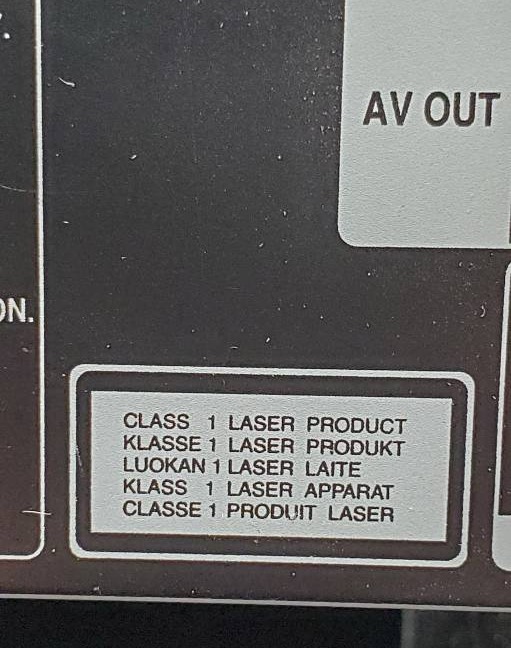 AV OUT
ON.
CLASS 1 LASER PRODUCT
KLASSE 1 LASER PRODUKT
LUOKAN 1 LASER LAITE
KLASS 1 LASER APPARAT
CLASSE 1 PRODUIT LASER